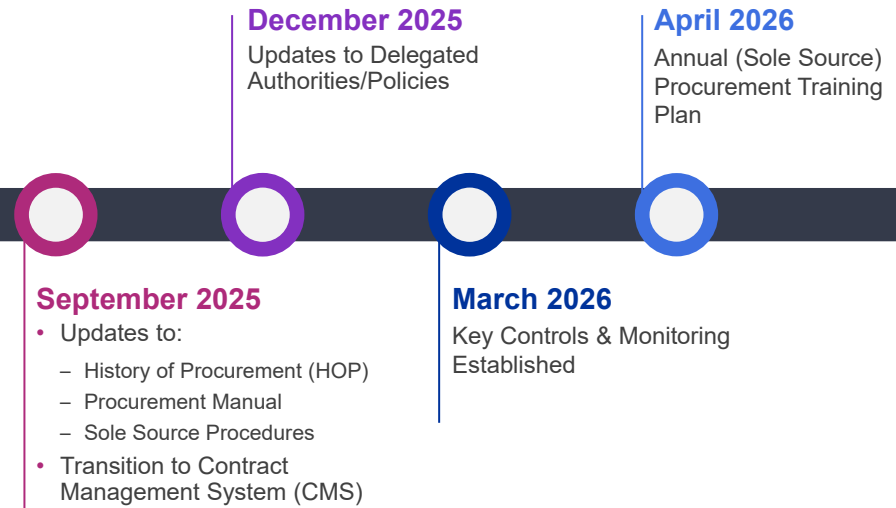 December 2025
Updates to Delegated
Authorities/Policies
April 2026
Annual (Sole Source)
Procurement Training
Plan
September 2025
• Updates to:
– History of Procurement (HOP)
– Procurement Manual
– Sole Source Procedures
• Transition to Contract
Management System (CMS)
March 2026
Key Controls & Monitoring
Established